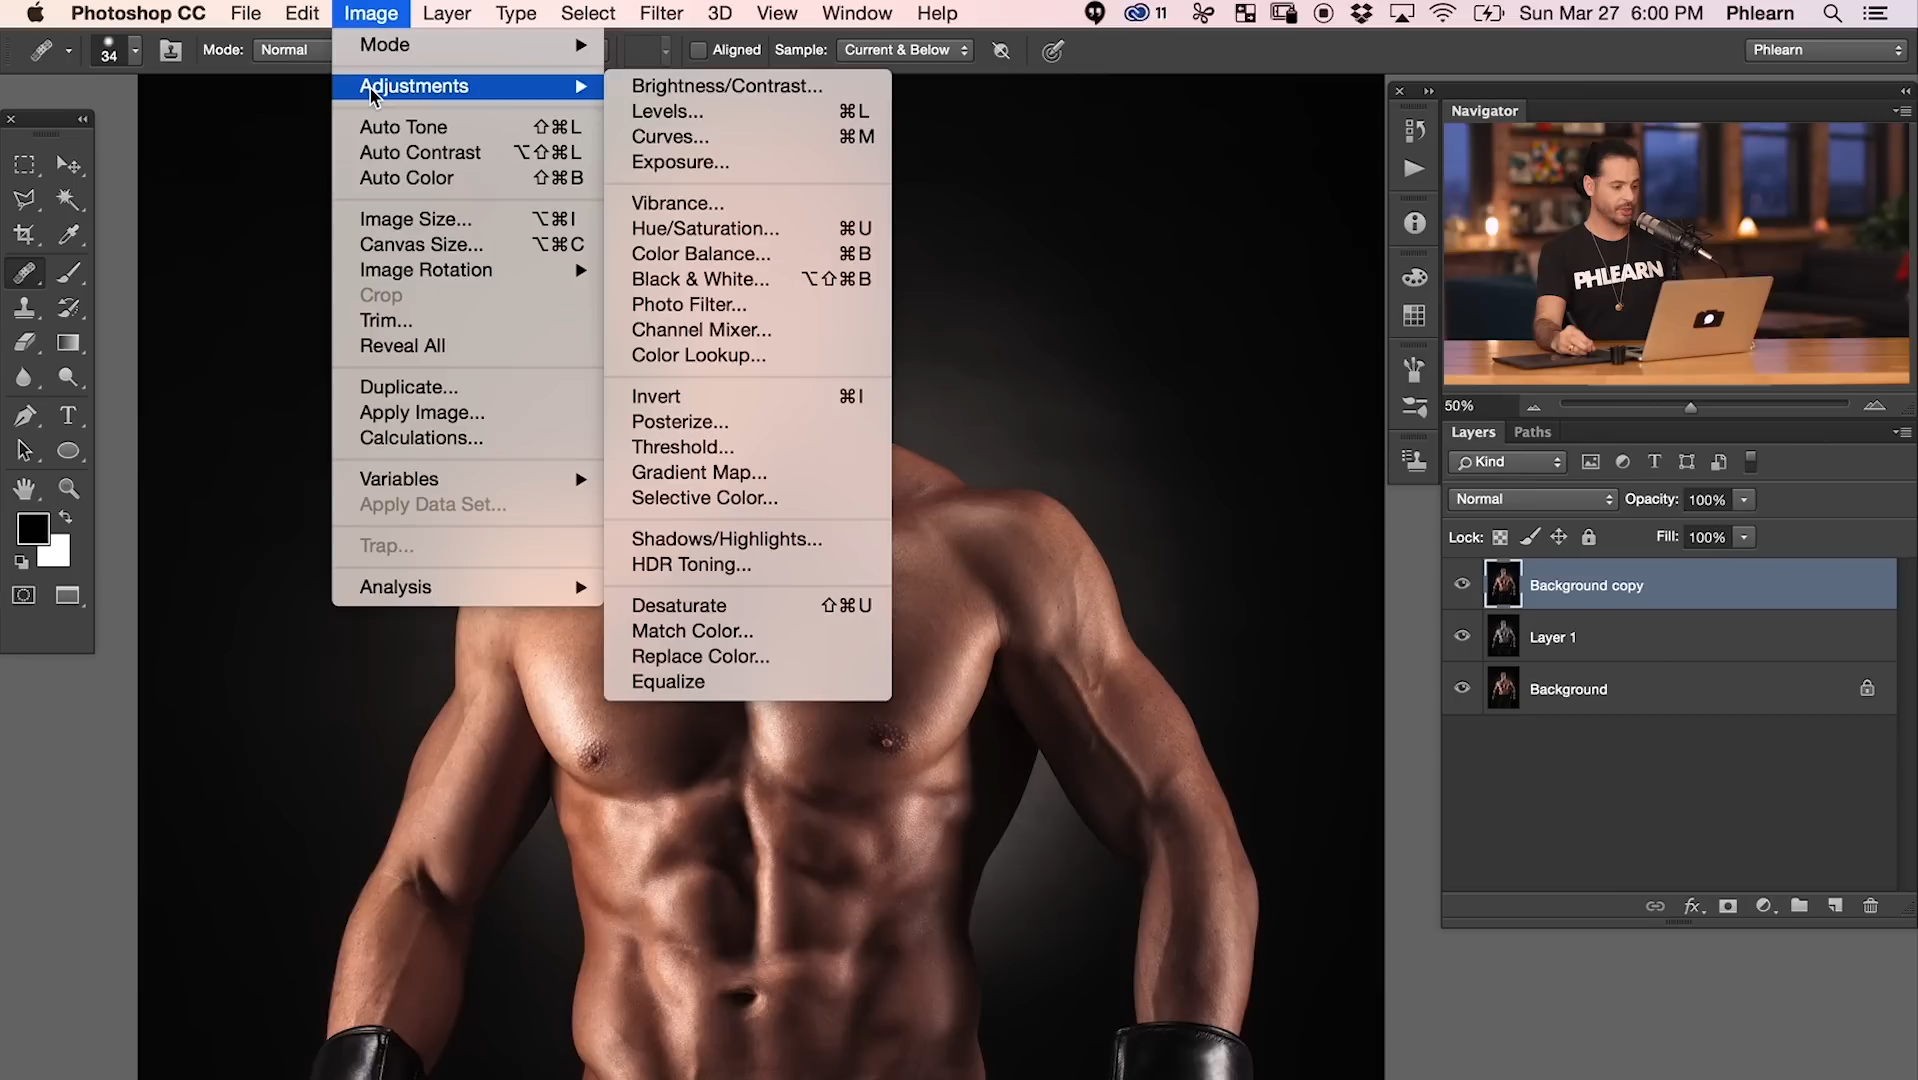 Photoshop CC File Edit Image Layer Type Select Filter 3D View Window Help 11 Sun Mar 27 6:00 PM Phlearn
34 Mode: Normal Aligned Sample: Current & Below Phlearn
Mode
Adjustments
Auto Tone ⇧⌘L
Auto Contrast ⌥⇧⌘L
Auto Color ⇧⌘B
Image Size... ⌥⌘I
Canvas Size... ⌥⌘C
Image Rotation
Crop
Trim...
Reveal All
Duplicate...
Apply Image...
Calculations...
Variables
Apply Data Set...
Trap...
Analysis
Brightness/Contrast...
Levels... ⌘L
Curves... ⌘M
Exposure...
Vibrance...
Hue/Saturation... ⌘U
Color Balance... ⌘B
Black & White... ⌥⇧⌘B
Photo Filter...
Channel Mixer...
Color Lookup...
Invert ⌘I
Posterize...
Threshold...
Gradient Map...
Selective Color...
Shadows/Highlights...
HDR Toning...
Desaturate ⇧⌘U
Match Color...
Replace Color...
Equalize
Navigator
PHLEARN
50%
Layers Paths
Kind
Normal Opacity: 100%
Lock: Fill: 100%
Background copy
Layer 1
Background